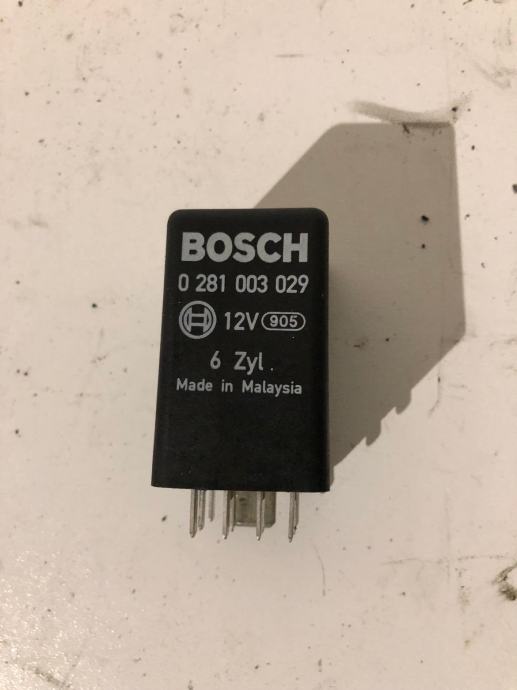 BOSCH
0 281 003 029
12V 905
6 Zyl.
Made in Malaysia